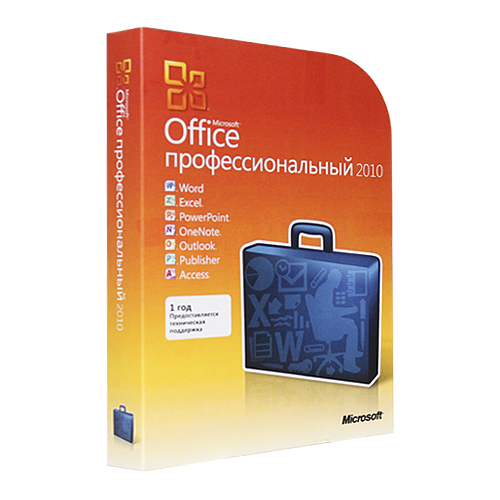 Microsoft
Office
профессиональный 2010
Word
Excel
PowerPoint
OneNote
Outlook
Publisher
Access
1 год
Предоставляется
техническая
поддержка
X
W
Microsoft
Office профессиональный 2010